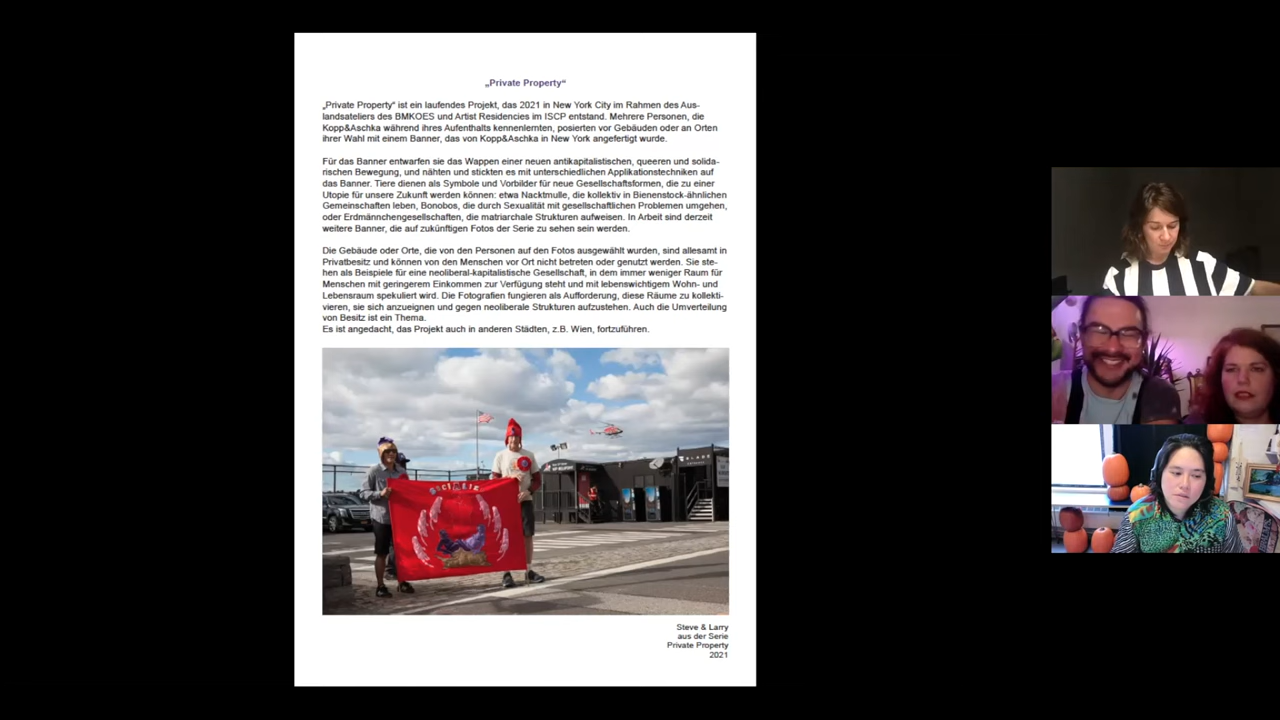 „Private Property“
„Private Property“ ist ein laufendes Projekt, das 2021 in New York City im Rahmen des Aus-
landsateliers des BMKOES und Artist Residencies im ISCP entstand. Mehrere Personen, die
Kopp&Aschka während ihres Aufenthalts kennenlernten, posierten vor Gebäuden oder an Orten
ihrer Wahl mit einem Banner, das von Kopp&Aschka in New York angefertigt wurde.
Für das Banner entwarfen sie das Wappen einer neuen antikapitalistischen, queeren und solida-
rischen Bewegung, und nähten und stickten es mit unterschiedlichen Applikationstechniken auf
das Banner. Tiere dienen als Symbole und Vorbilder für neue Gesellschaftsformen, die zu einer
Utopie für unsere Zukunft werden können: etwa Nacktmulle, die kollektiv in Bienenstock-ähnlichen
Gemeinschaften leben, Bonobos, die durch Sexualität mit gesellschaftlichen Problemen umgehen,
oder Erdmännchengesellschaften, die matriarchale Strukturen aufweisen. In Arbeit sind derzeit
weitere Banner, die auf zukünftigen Fotos der Serie zu sehen sein werden.
Die Gebäude oder Orte, die von den Personen auf den Fotos ausgewählt wurden, sind allesamt in
Privatbesitz und können von den Menschen vor Ort nicht betreten oder genutzt werden. Sie ste-
hen als Beispiele für eine neoliberal-kapitalistische Gesellschaft, in dem immer weniger Raum für
Menschen mit geringerem Einkommen zur Verfügung steht und mit lebenswichtigem Wohn- und
Lebensraum spekuliert wird. Die Fotografien fungieren als Aufforderung, diese Räume zu kollekti-
vieren, sie sich anzueignen und gegen neoliberale Strukturen aufzustehen. Auch die Umverteilung
von Besitz ist ein Thema.
Es ist angedacht, das Projekt auch in anderen Städten, z.B. Wien, fortzuführen.
BLADE
Steve & Larry
aus der Serie
Private Property
2021